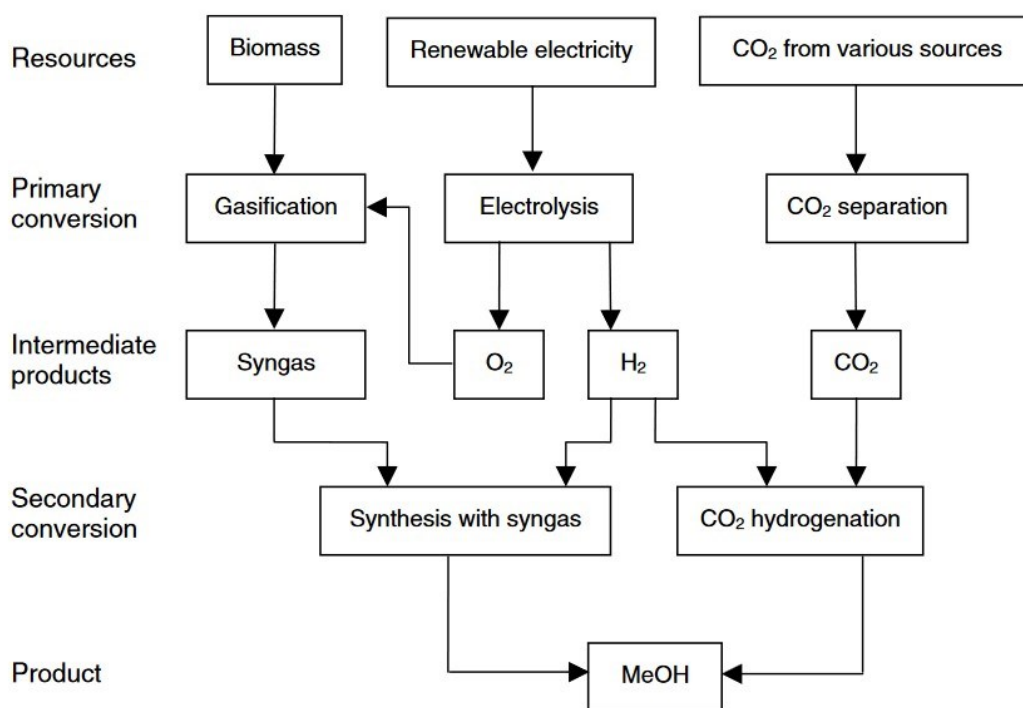 Resources
Biomass
Renewable electricity
CO₂ from various sources
Primary
conversion
Gasification
Electrolysis
CO₂ separation
Intermediate
products
Syngas
O₂
H₂
CO₂
Secondary
conversion
Synthesis with syngas
CO₂ hydrogenation
Product
MeOH